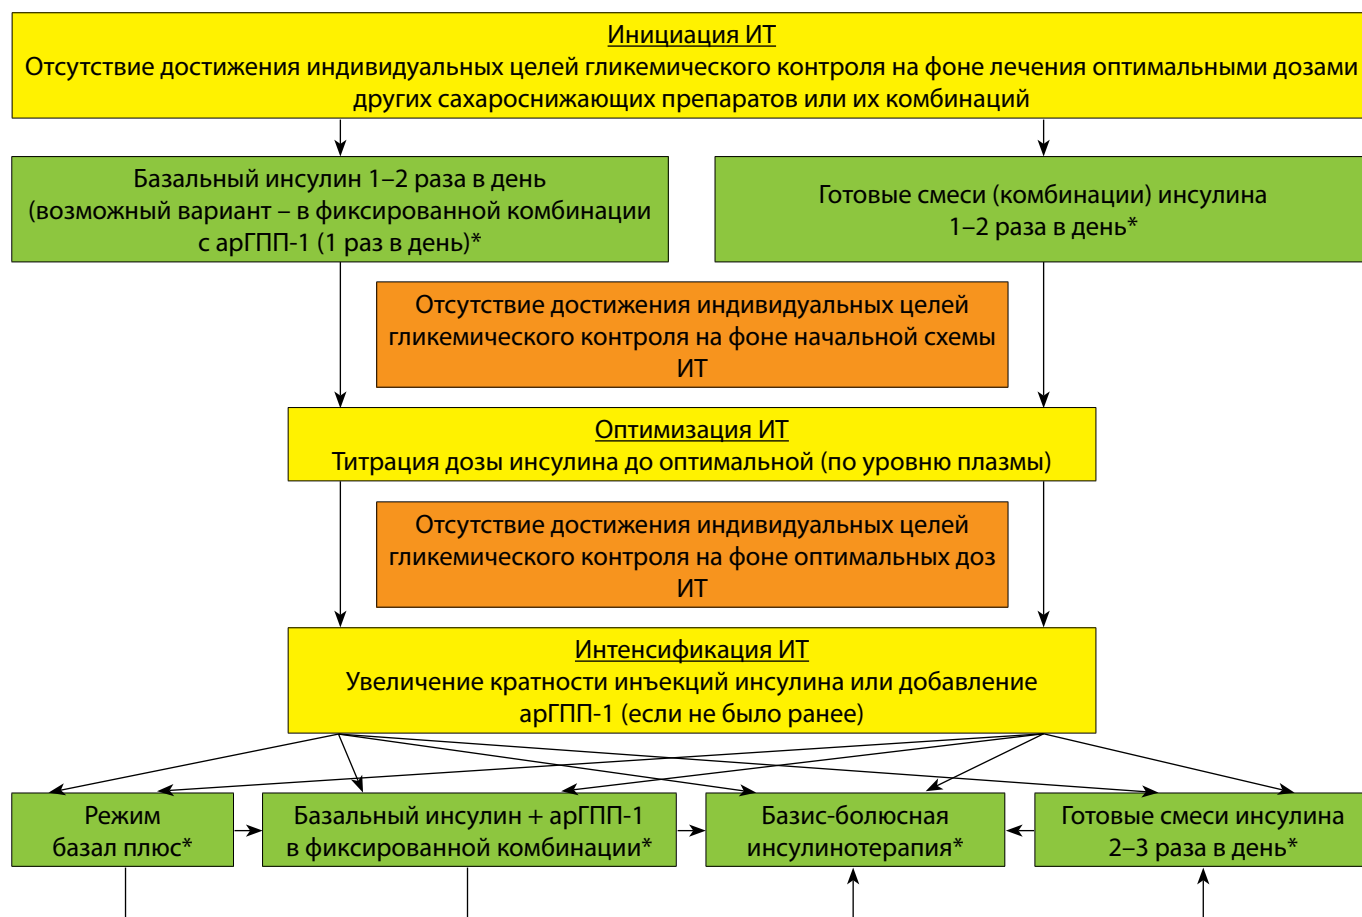 Инициация ИТ
Отсутствие достижения индивидуальных целей гликемического контроля на фоне лечения оптимальными дозами
других сахароснижающих препаратов или их комбинаций
Базальный инсулин 1–2 раза в день
(возможный вариант – в фиксированной комбинации
с арГПП-1 (1 раз в день)*
Готовые смеси (комбинации) инсулина
1–2 раза в день*
Отсутствие достижения индивидуальных целей
гликемического контроля на фоне начальной схемы
ИТ
Оптимизация ИТ
Титрация дозы инсулина до оптимальной (по уровню плазмы)
Отсутствие достижения индивидуальных целей
гликемического контроля на фоне оптимальных доз
ИТ
Интенсификация ИТ
Увеличение кратности инъекций инсулина или добавление
арГПП-1 (если не было ранее)
Режим
базал плюс*
Базальный инсулин + арГПП-1
в фиксированной комбинации*
Базис-болюсная
инсулинотерапия*
Готовые смеси инсулина
2–3 раза в день*